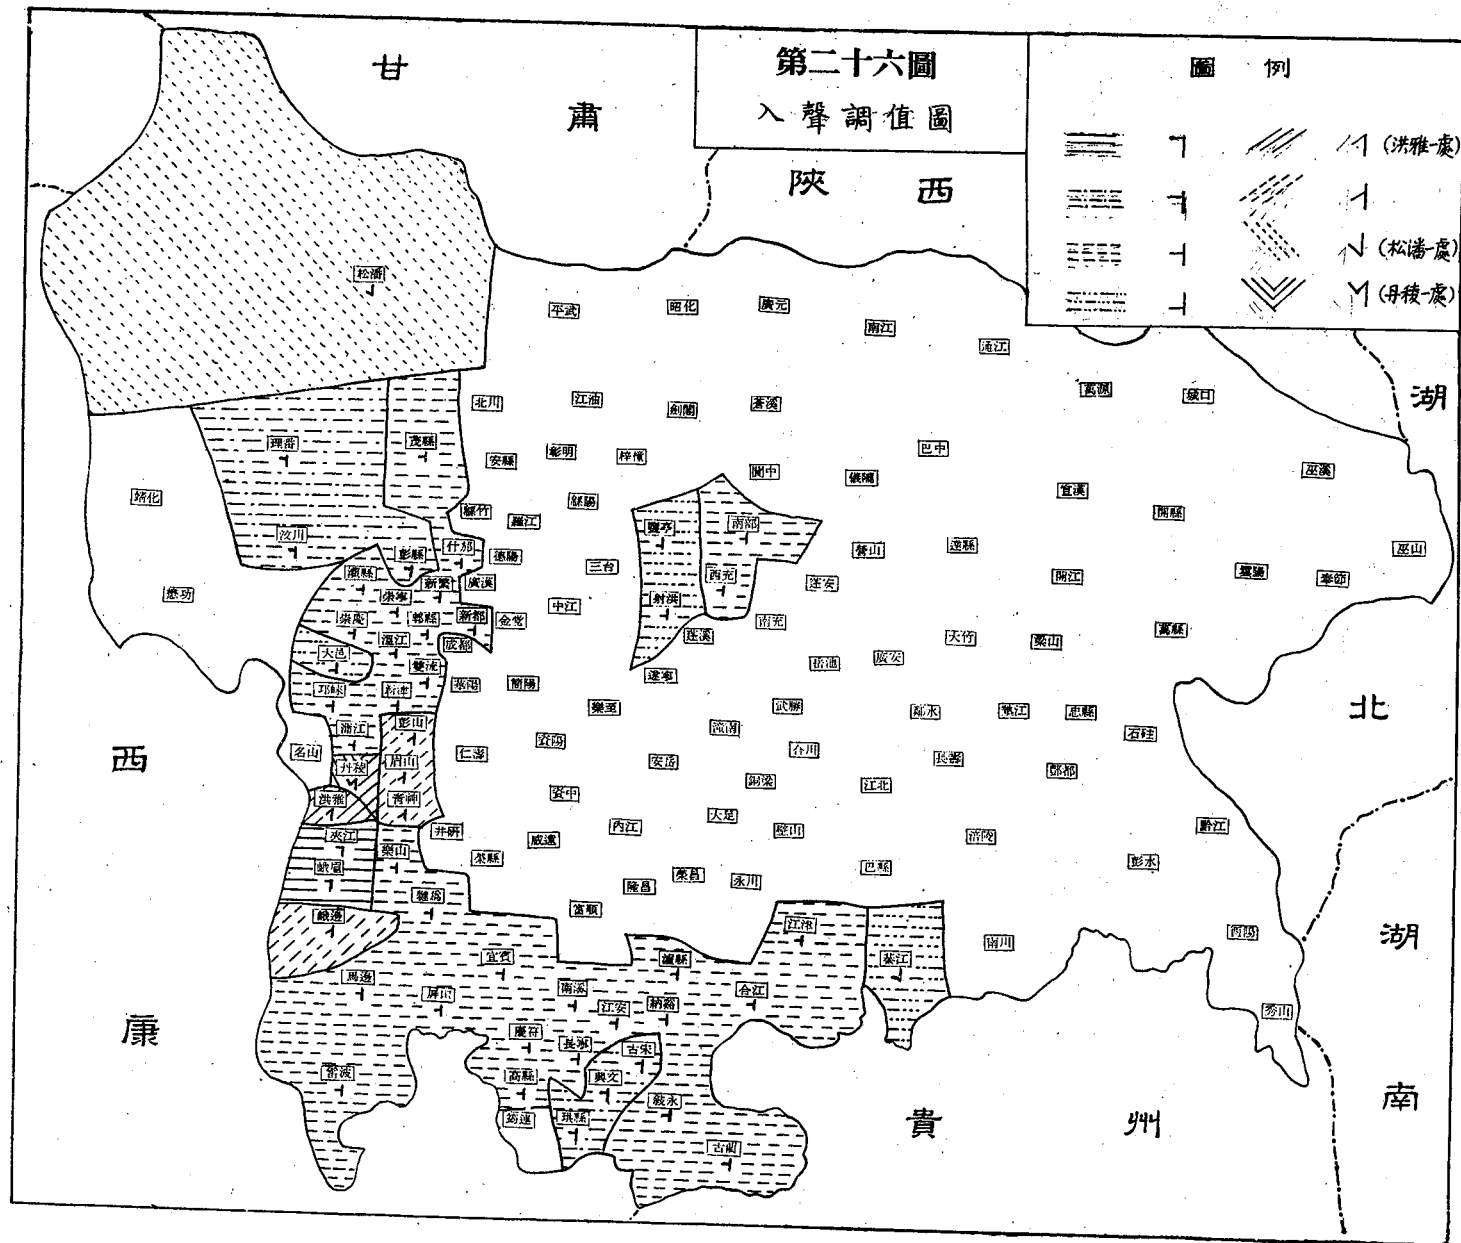 第二十六圖
入聲調值圖
圖例
(洪雅一處)
(松潘一處)
(丹稜一處)
甘肅
陝西
湖北
湖南
貴州
西康
松潘
平武
昭化
廣元
南江
通江
萬源
城口
北川
江油
劍閣
蒼溪
理番
茂縣
安縣
彰明
梓橦
閬中
儀隴
巴中
宣漢
開縣
巫溪
巫山
靖化
汶川
綿竹
羅江
綿陽
鹽亭
南部
營山
達縣
什邡
德陽
彭縣
灌縣
新繁
廣漢
三台
西充
蓬安
開江
雲陽
奉節
懋功
崇寧
崇慶
郫縣
新都
金堂
中江
射洪
南充
蓬溪
大竹
梁山
萬縣
溫江
成都
大邑
雙流
岳池
廣安
邛崍
新津
華陽
簡陽
遂寧
樂至
武勝
鄰水
墊江
忠縣
石砫
蒲江
彭山
名山
仁壽
資陽
潼南
合川
長壽
酆都
丹稜
眉山
安岳
銅梁
江北
洪雅
青神
資中
夾江
井研
威遠
內江
大足
璧山
涪陵
黔江
彭水
峨眉
樂山
榮縣
榮昌
永川
巴縣
犍爲
隆昌
富順
峨邊
江津
綦江
南川
酉陽
馬邊
宜賓
瀘縣
屏山
南溪
江安
納谿
合江
秀山
慶符
長寧
古宋
雷波
高縣
興文
敍永
筠連
珙縣
古藺